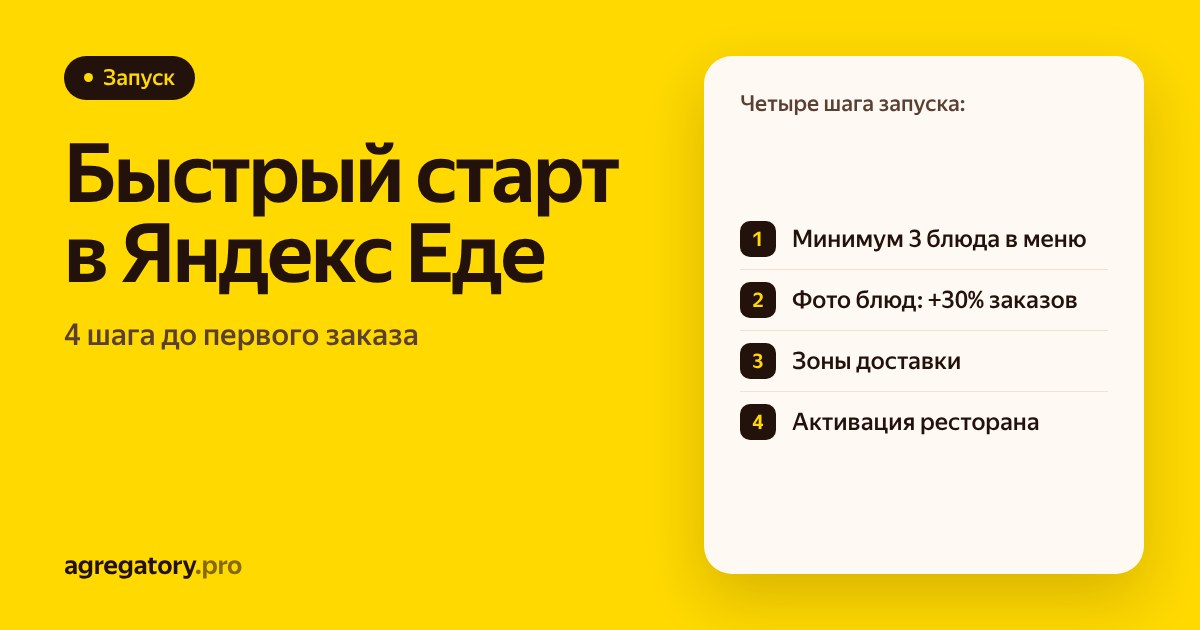 Запуск
Быстрый старт
в Яндекс Еде
4 шага до первого заказа
agregatory.pro
Четыре шага запуска:
1 Минимум 3 блюда в меню
2 Фото блюд: +30% заказов
3 Зоны доставки
4 Активация ресторана